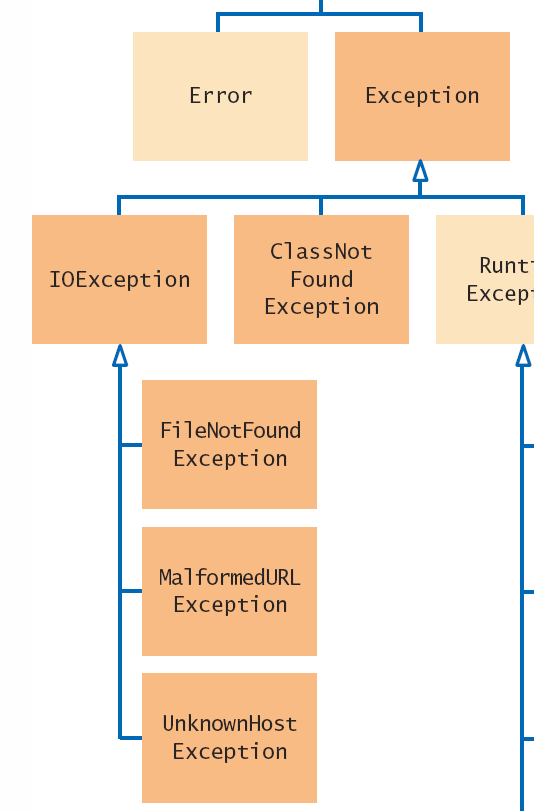 Error
Exception
IOException
ClassNot
Found
Exception
FileNotFound
Exception
MalformedURL
Exception
UnknownHost
Exception